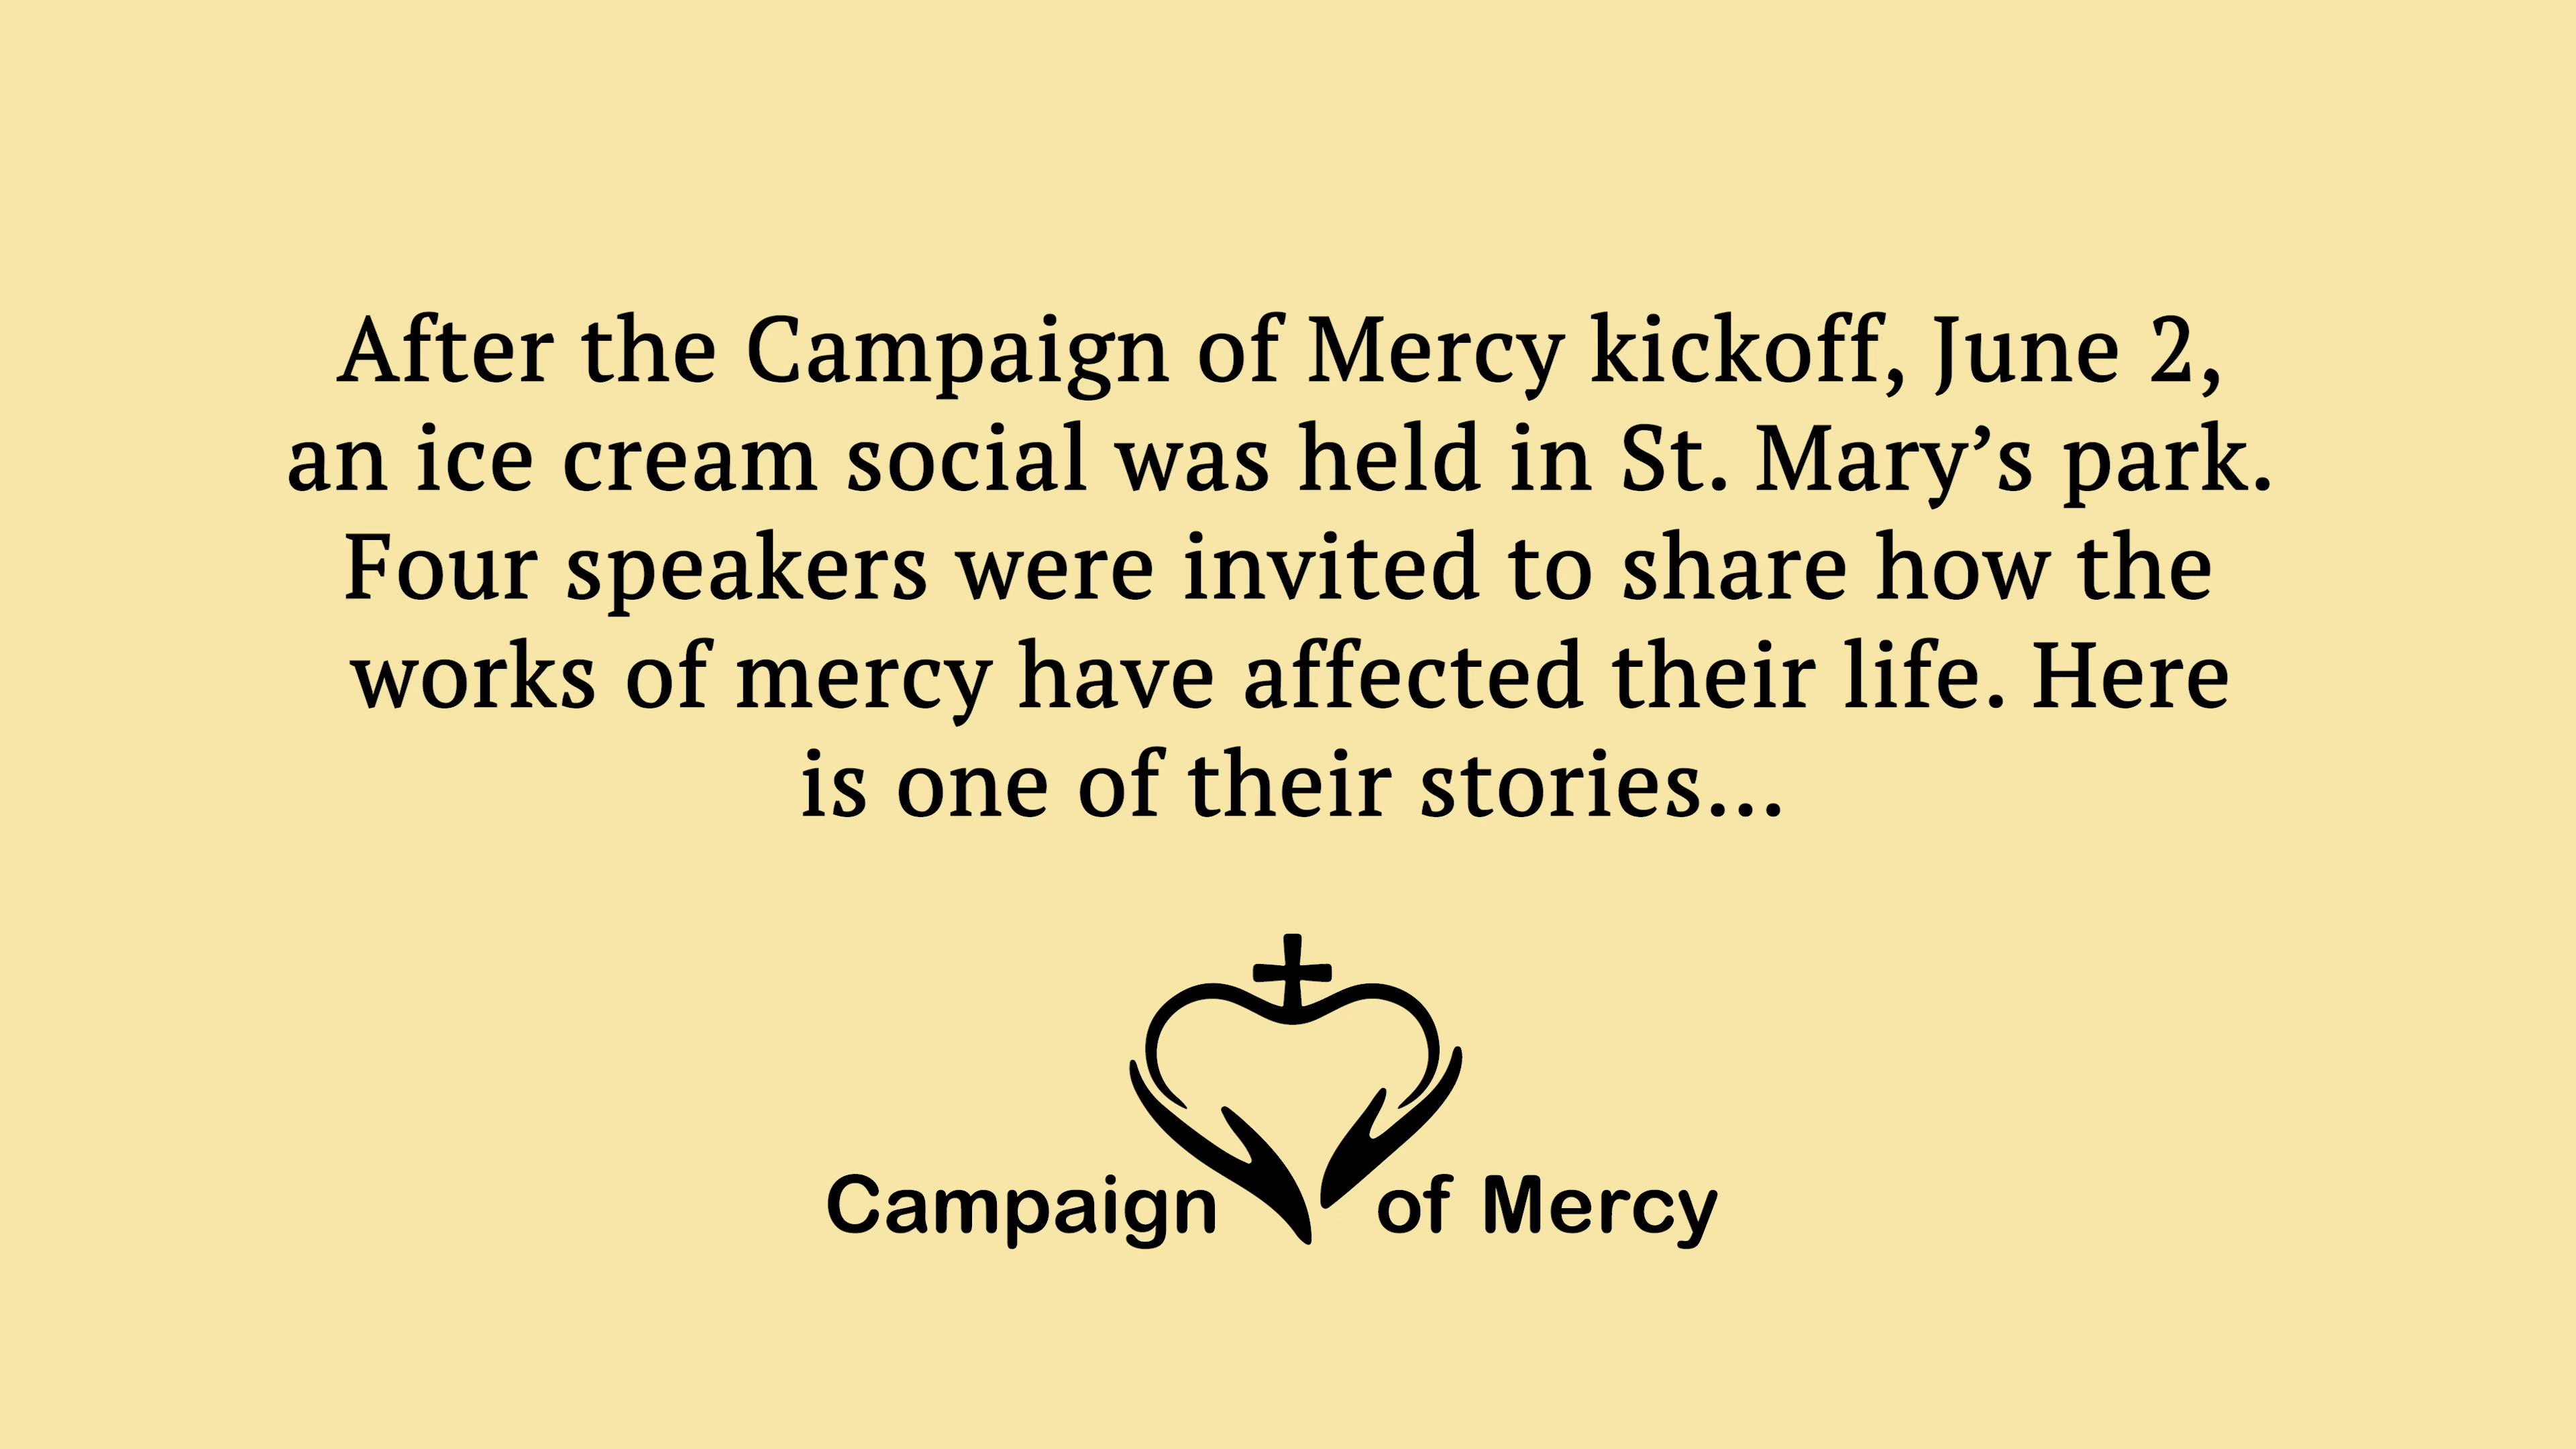 After the Campaign of Mercy kickoff, June 2,
an ice cream social was held in St. Mary’s park.
Four speakers were invited to share how the
works of mercy have affected their life. Here
is one of their stories...
Campaign of Mercy